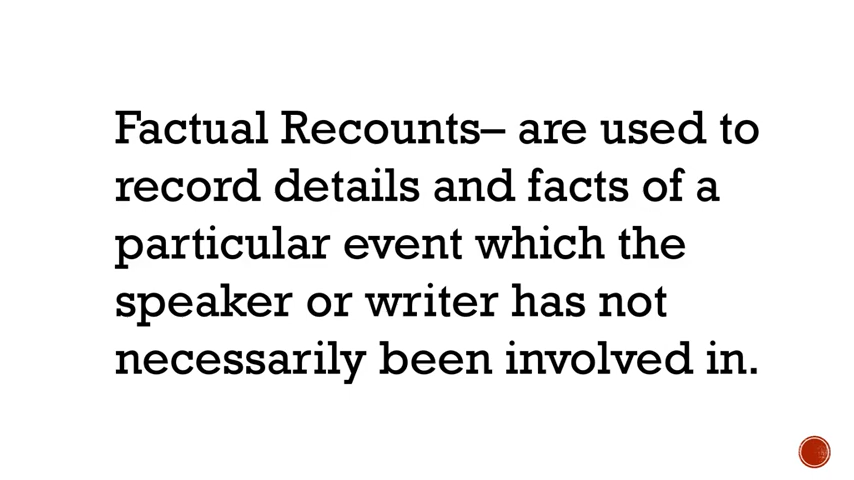 Factual Recounts– are used to
record details and facts of a
particular event which the
speaker or writer has not
necessarily been involved in.